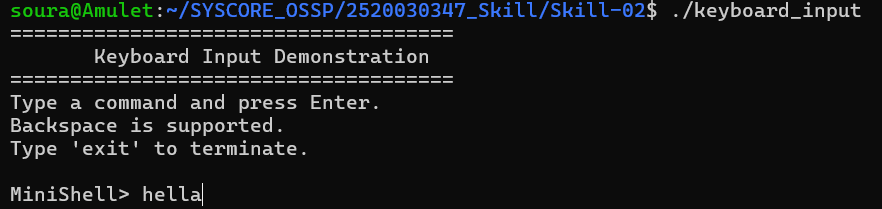 soura@Amulet:~/SYSCORE_OSSP/2520030347_Skill/Skill-02$ ./keyboard_input
=====================================
Keyboard Input Demonstration
=====================================
Type a command and press Enter.
Backspace is supported.
Type 'exit' to terminate.
MiniShell> hella